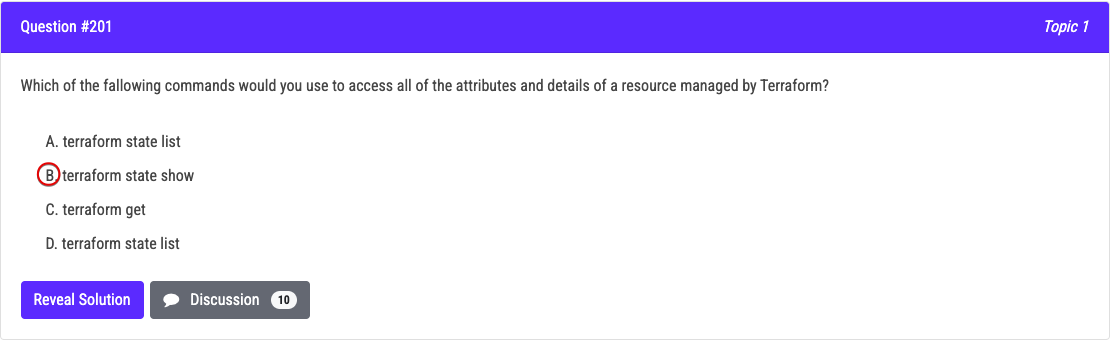 Question #201
Topic 1
Which of the fallowing commands would you use to access all of the attributes and details of a resource managed by Terraform?
A. terraform state list
B. terraform state show
C. terraform get
D. terraform state list
Reveal Solution
Discussion 10